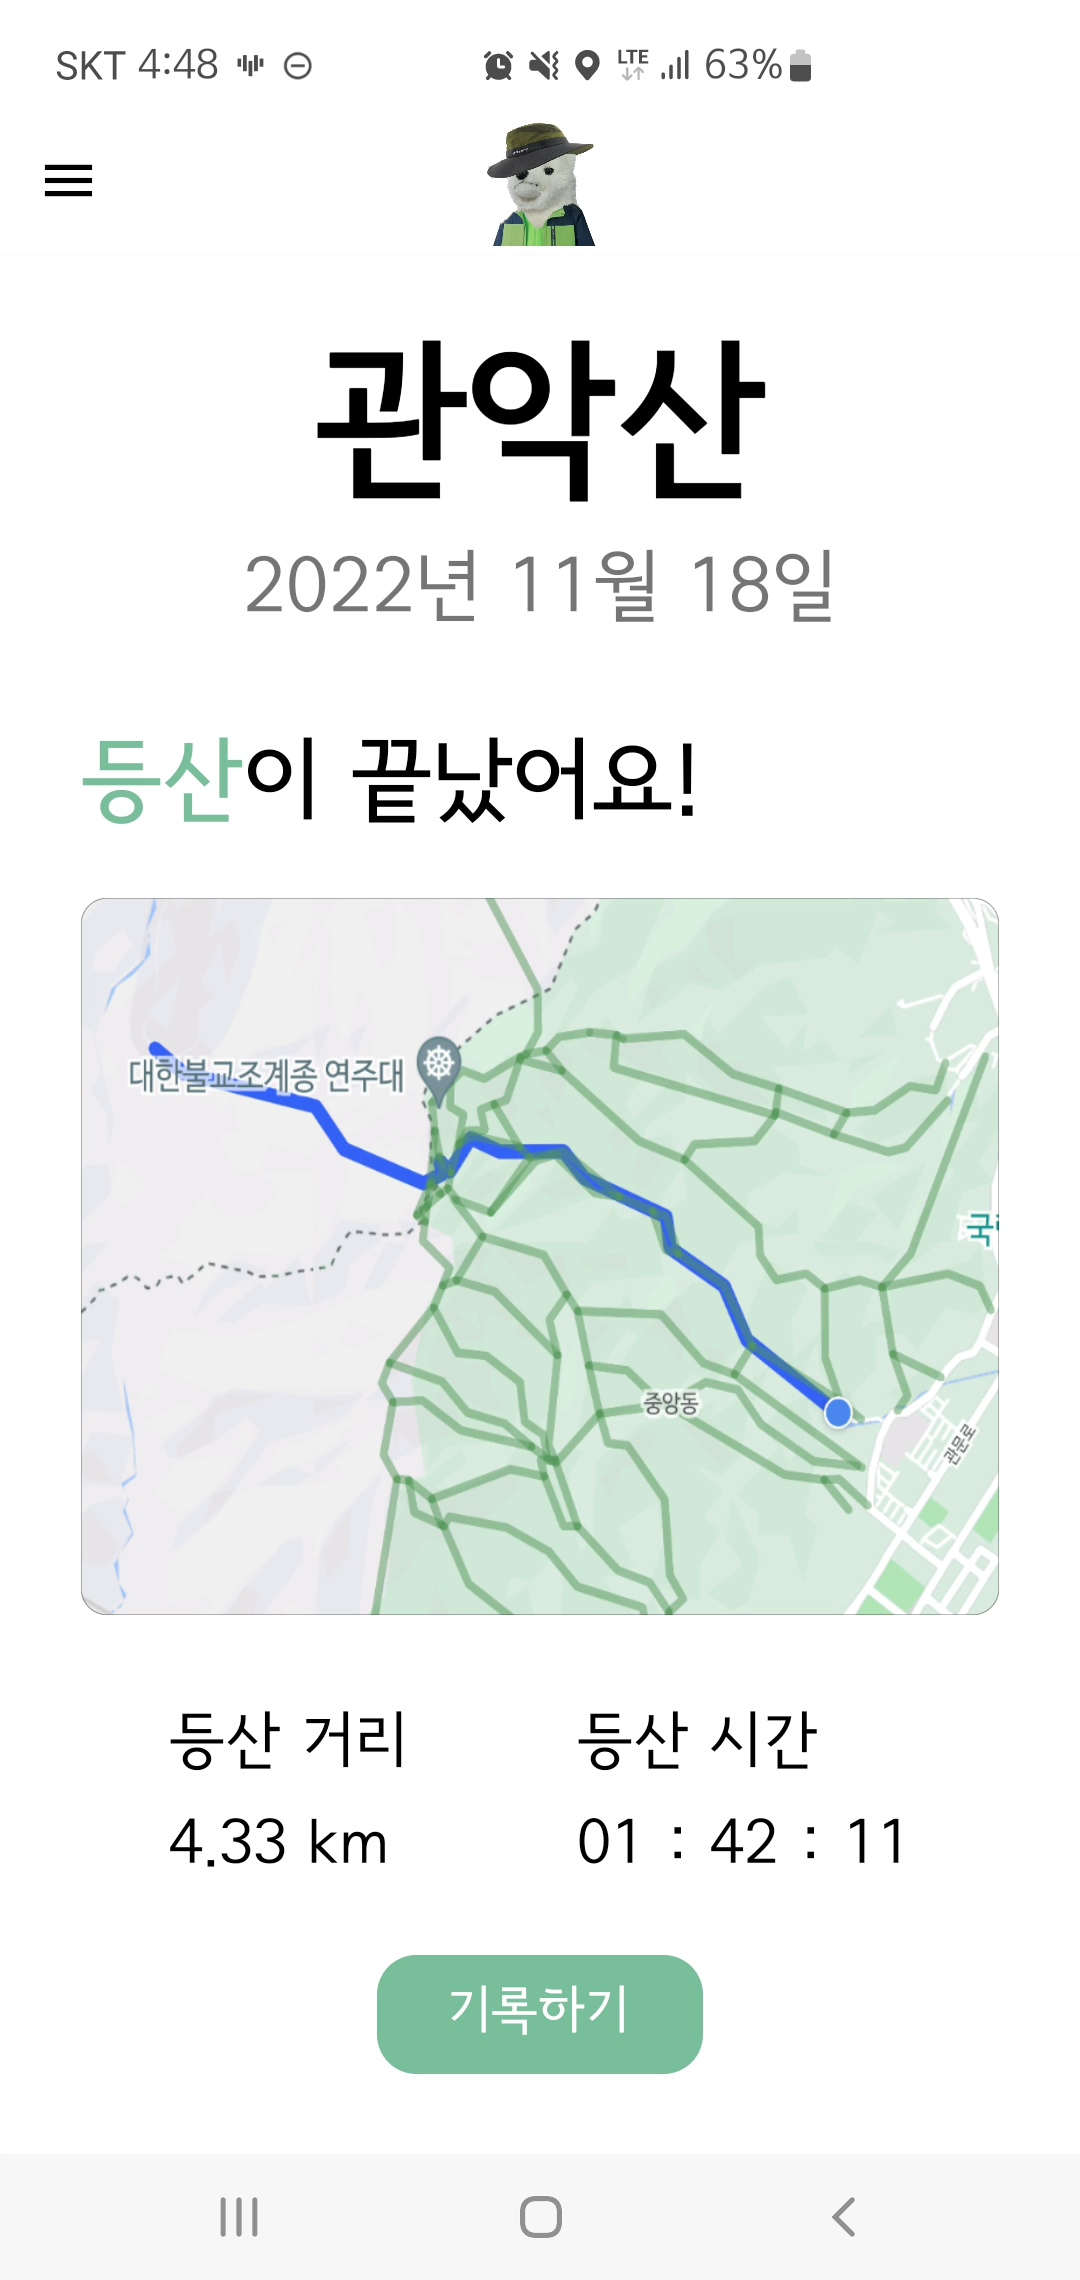 SKT 4:48 LTE 63%
관악산
2022년 11월 18일
등산이 끝났어요!
대한불교조계종 연주대
국
중앙동
관문로
등산 거리
등산 시간
4.33 km
01 : 42 : 11
기록하기